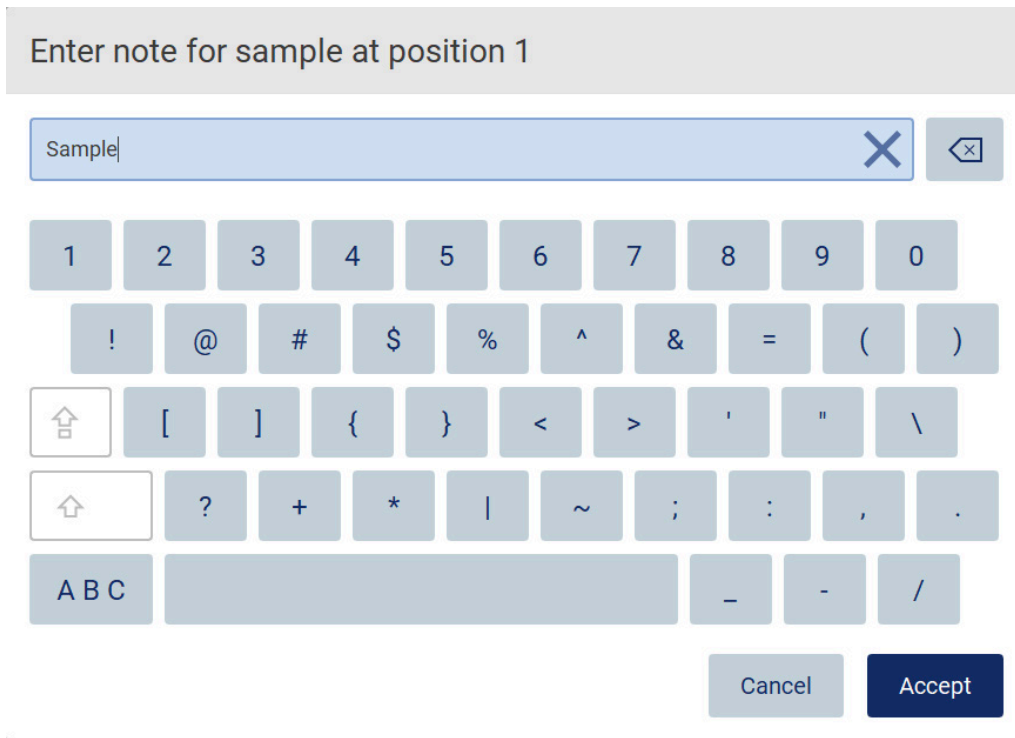 Enter note for sample at position 1
Sample
1 2 3 4 5 6 7 8 9 0
! @ # $ % ^ & = ( )
[ ] { } < > ' " \
? + * | ~ ; : , .
A B C _ - /
Cancel Accept